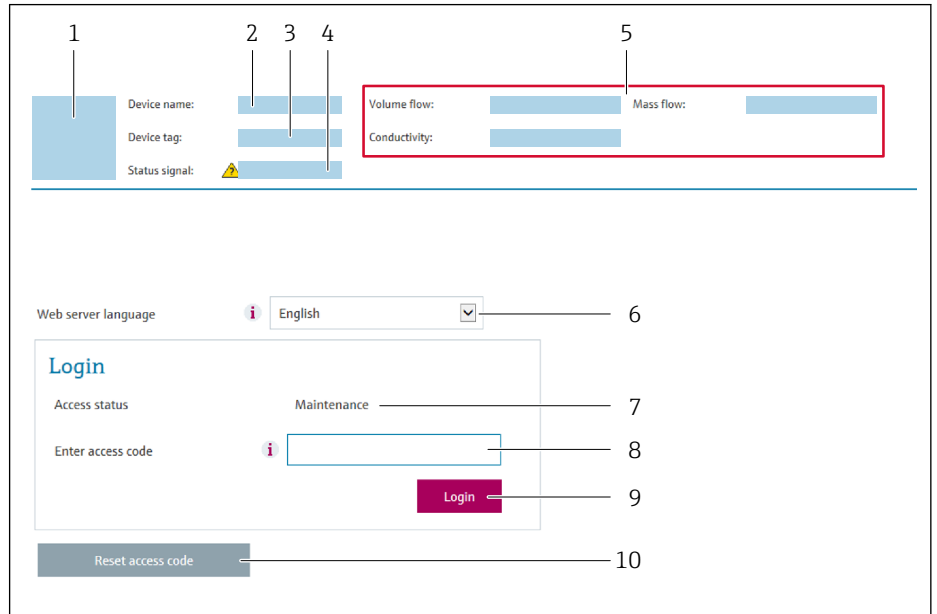 1 2 3 4 5
Device name: Volume flow: Mass flow:
Device tag: Conductivity:
Status signal: ?
Web server language i English 6
Login
Access status Maintenance 7
Enter access code i 8
Login 9
Reset access code 10